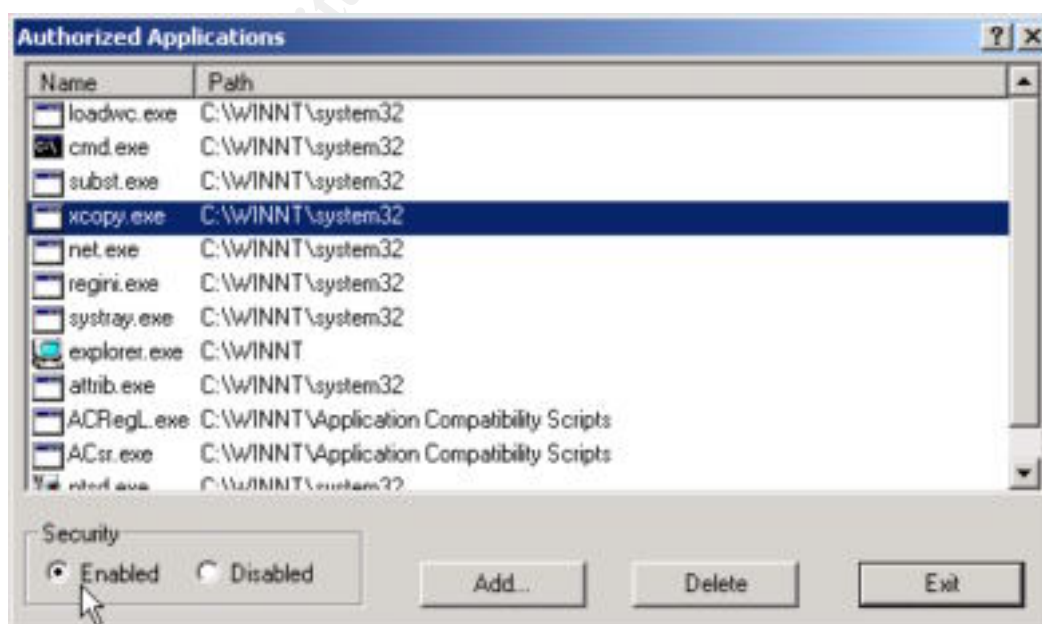 Authorized Applications
Name Path
loadwc.exe C:\WINNT\system32
cmd.exe C:\WINNT\system32
subst.exe C:\WINNT\system32
xcopy.exe C:\WINNT\system32
net.exe C:\WINNT\system32
regini.exe C:\WINNT\system32
systray.exe C:\WINNT\system32
explorer.exe C:\WINNT
attrib.exe C:\WINNT\system32
ACRegL.exe C:\WINNT\Application Compatibility Scripts
ACsr.exe C:\WINNT\Application Compatibility Scripts
C:\WINNT\system32
Security
Enabled Disabled Add... Delete Exit